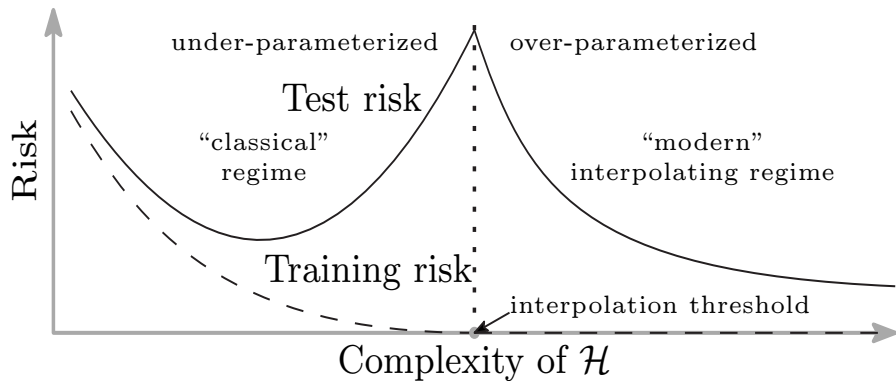 under-parameterized
over-parameterized
Test risk
“classical”
regime
“modern”
interpolating regime
Risk
Training risk
interpolation threshold
Complexity of ℋ